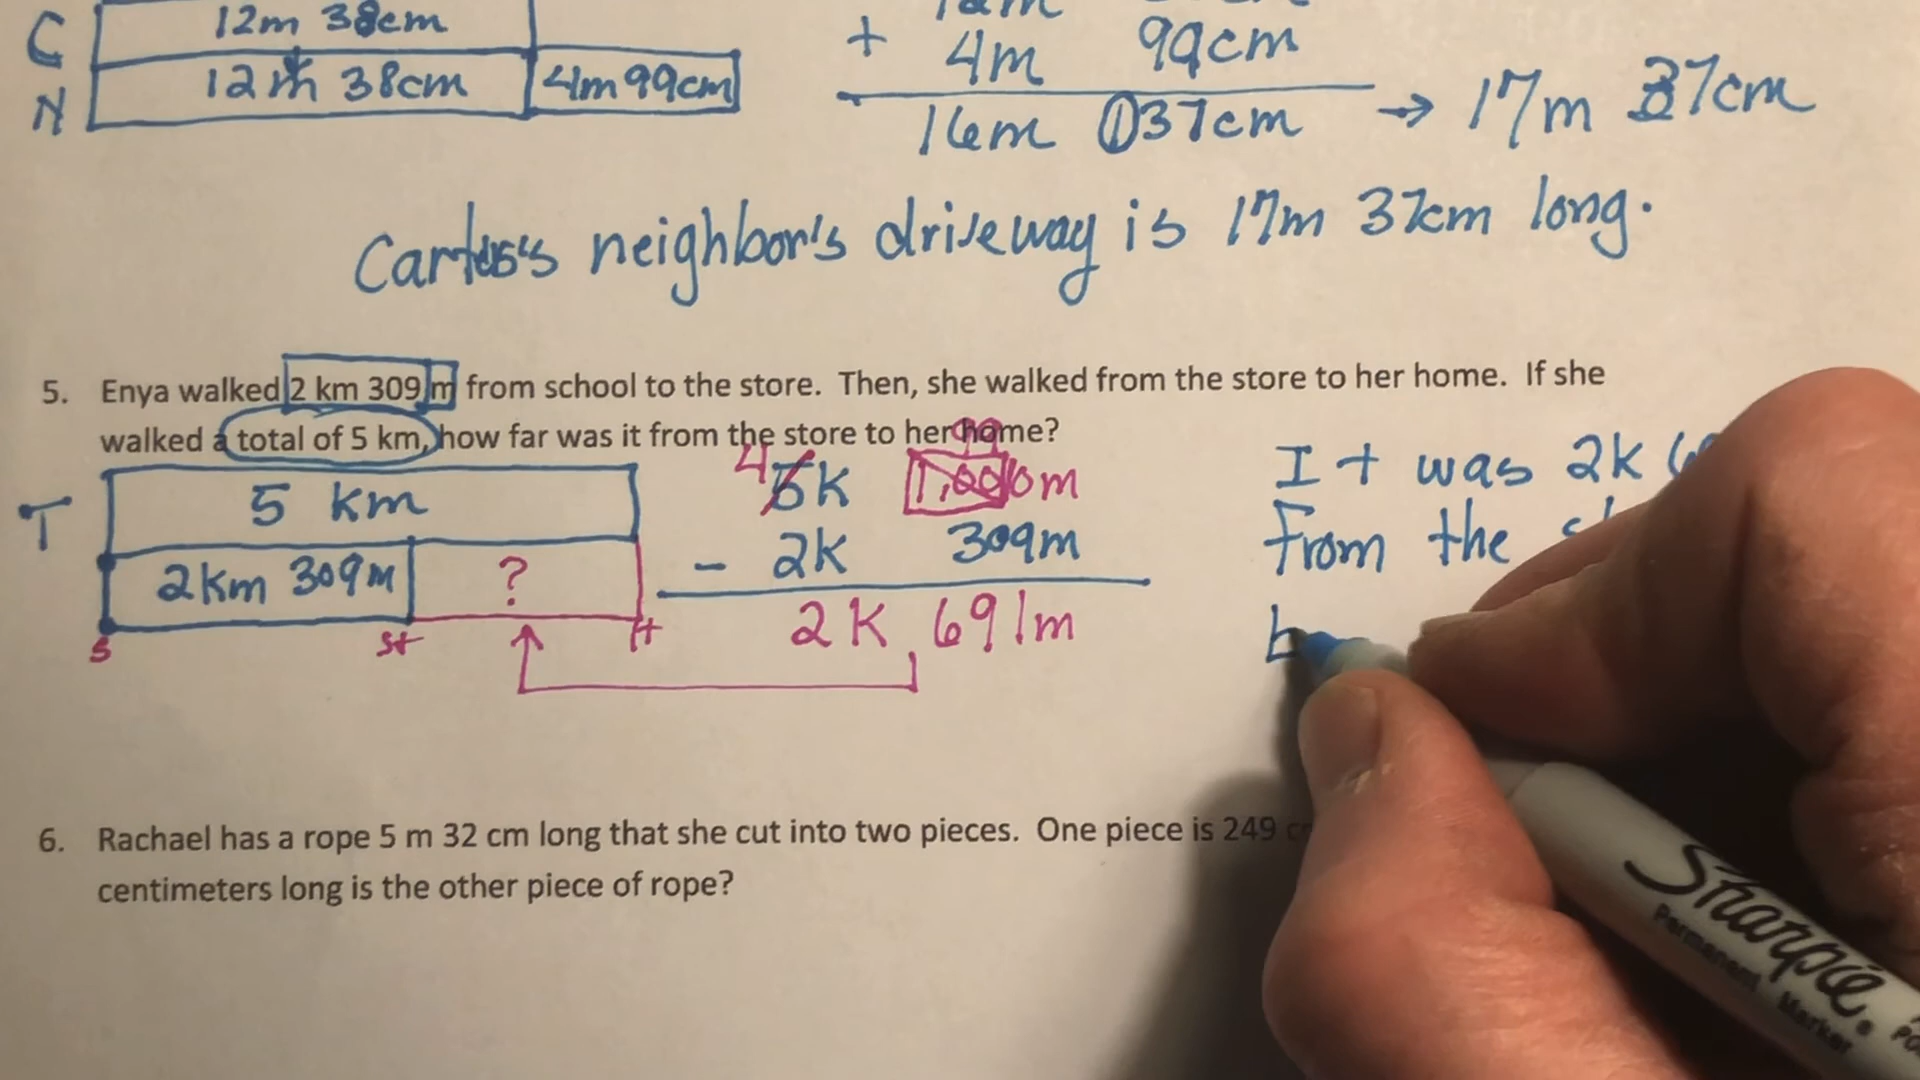 C 12m 38cm
N 12m 38cm 4m 99cm
+ 4m 99cm
16m 137cm → 17m 37cm
neighbor's driveway is 17m 37cm long.
5. Enya walked 2 km 309 m from school to the store. Then, she walked from the store to her home. If she
walked a total of 5 km, how far was it from the store to her home?
T 5 km
2km 309m ?
S St H
4 5k 1,000m
- 2k 309m
2k 691m
It was 2k
From the
6. Rachael has a rope 5 m 32 cm long that she cut into two pieces. One piece is 249
centimeters long is the other piece of rope?
Sharpie.
Permanent Marker